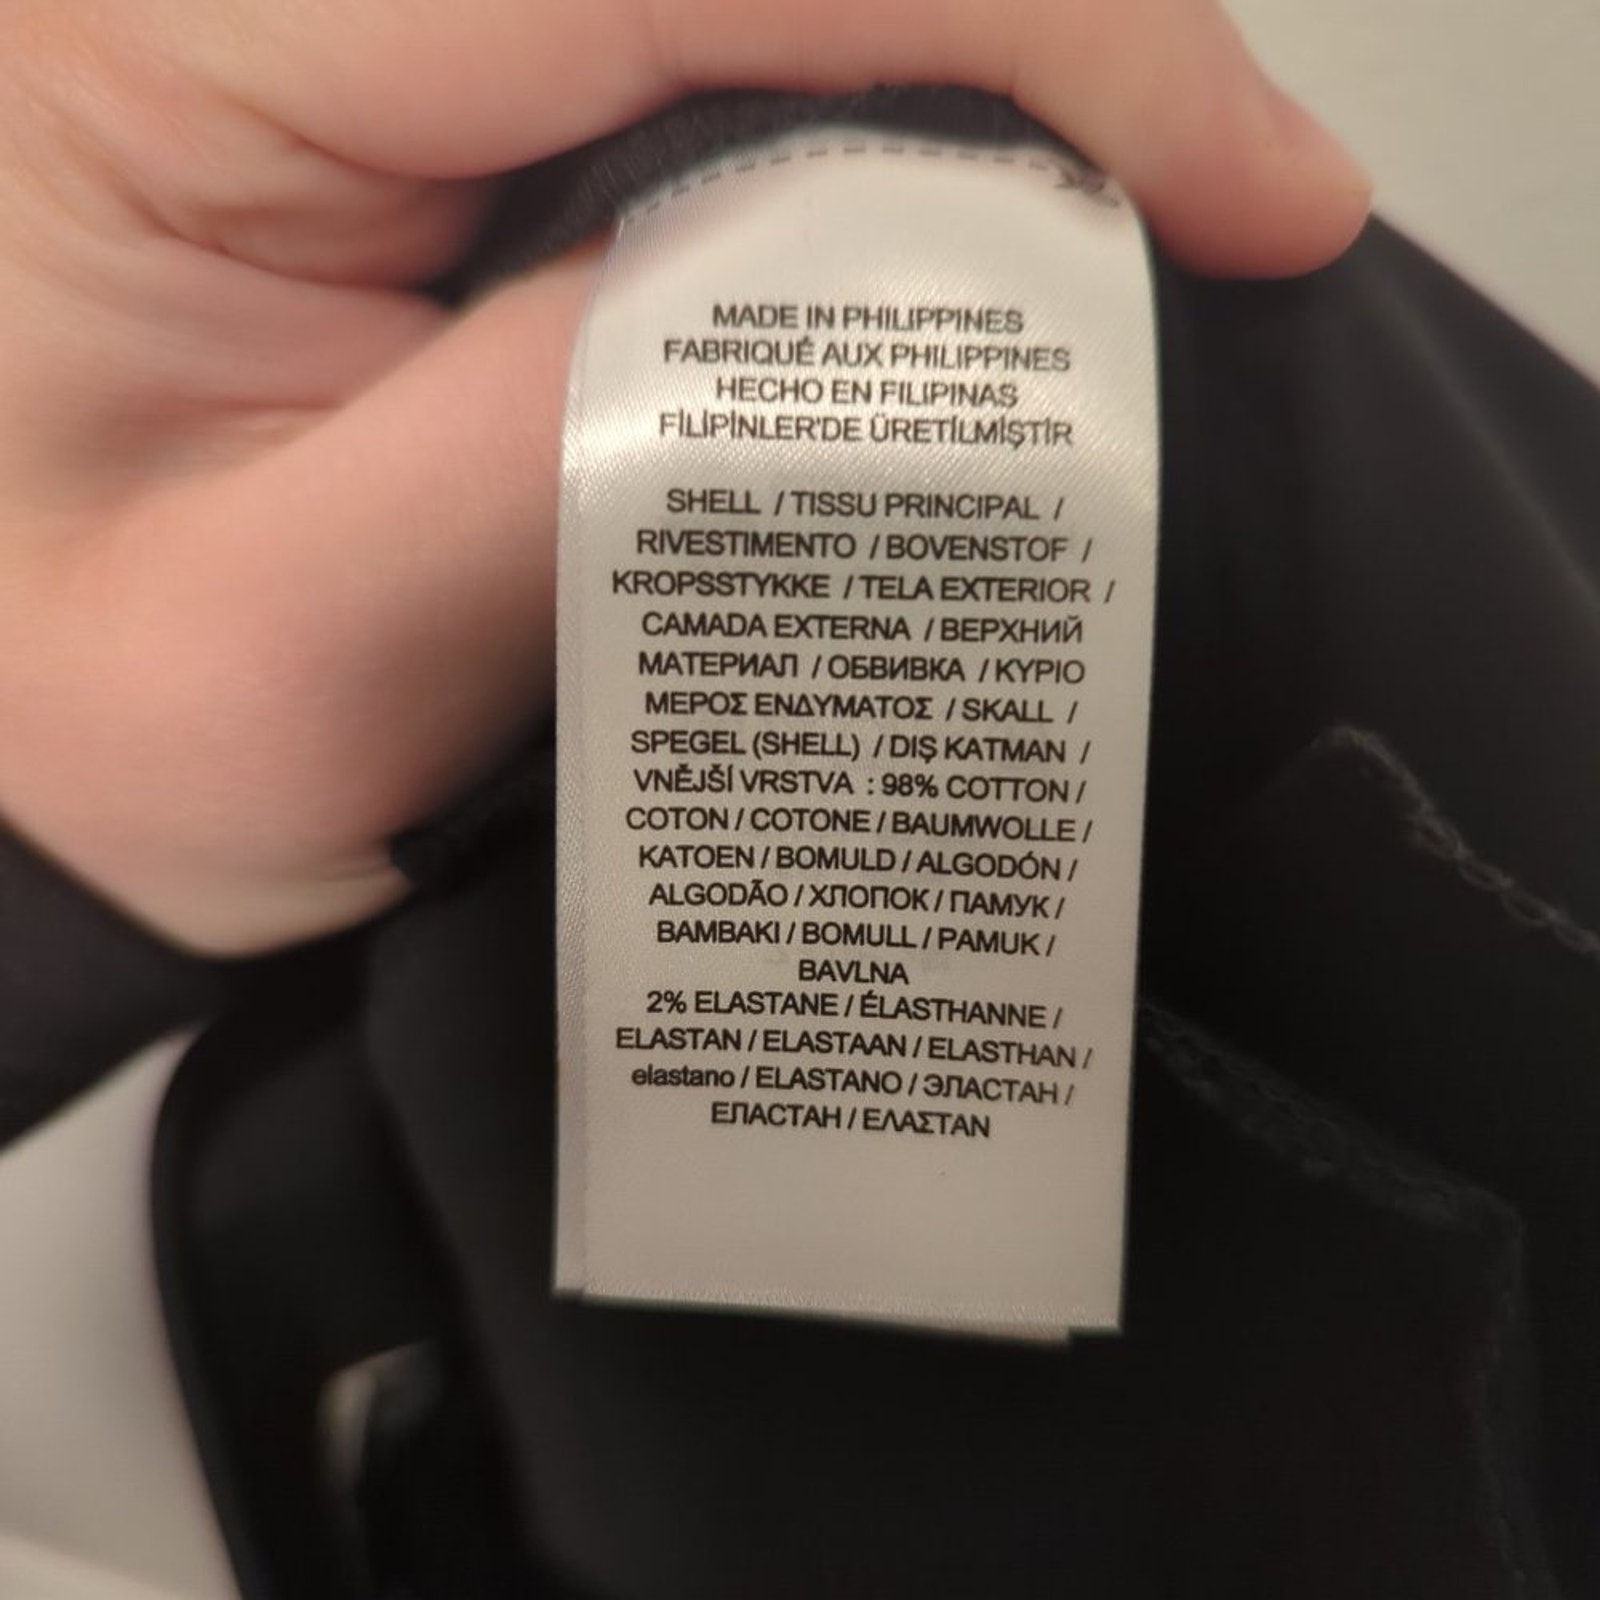 MADE IN PHILIPPINES
FABRIQUÉ AUX PHILIPPINES
HECHO EN FILIPINAS
FİLİPİNLER'DE ÜRETİLMİŞTİR
SHELL / TISSU PRINCIPAL /
RIVESTIMENTO / BOVENSTOF /
KROPSSTYKKE / TELA EXTERIOR /
CAMADA EXTERNA / ВЕРХНИЙ
МАТЕРИАЛ / ОБВИВКА / ΚΥΡΙΟ
ΜΕΡΟΣ ΕΝΔΥΜΑΤΟΣ / SKALL /
SPEGEL (SHELL) / DIŞ KATMAN /
VNĚJŠÍ VRSTVA : 98% COTTON /
COTON / COTONE / BAUMWOLLE /
KATOEN / BOMULD / ALGODÓN /
ALGODÃO / ХЛОПОК / ПАМУК /
ΒΑΜΒΑΚΙ / BOMULL / PAMUK /
BAVLNA
2% ELASTANE / ÉLASTHANNE /
ELASTAN / ELASTAAN / ELASTHAN /
elastano / ELASTANO / ЭЛАСТАН /
ЕЛАСТАН / ΕΛΑΣΤΑΝ